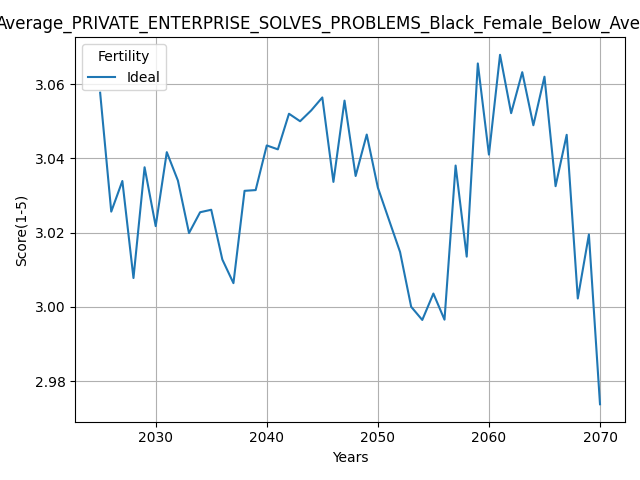 Average_PRIVATE_ENTERPRISE_SOLVES_PROBLEMS_Black_Female_Below_Ave
Fertility
Ideal
3.06
3.04
3.02
3.00
2.98
Score(1-5)
2030 2040 2050 2060 2070
Years